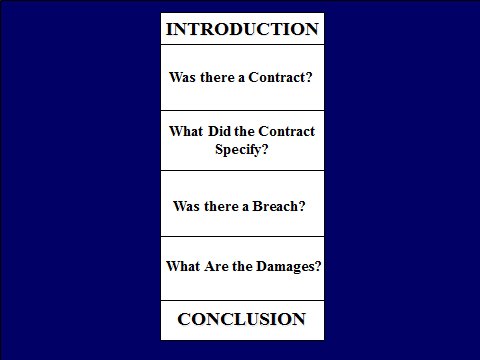 INTRODUCTION
Was there a Contract?
What Did the Contract
Specify?
Was there a Breach?
What Are the Damages?
CONCLUSION